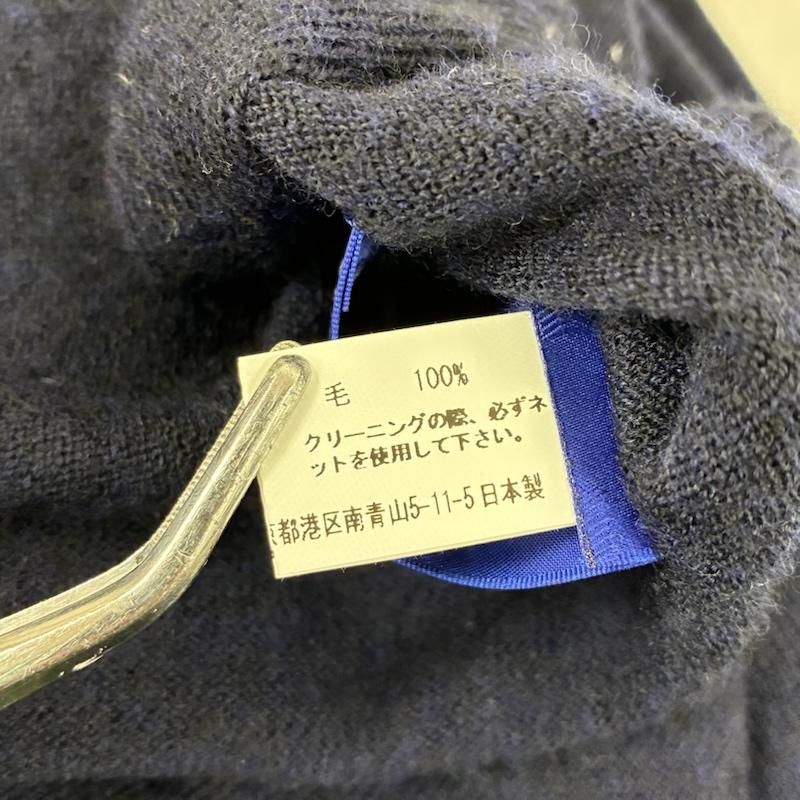 毛 100%
クリーニングの際、必ずネ
ットを使用して下さい。
京都港区南青山5-11-5 日本製